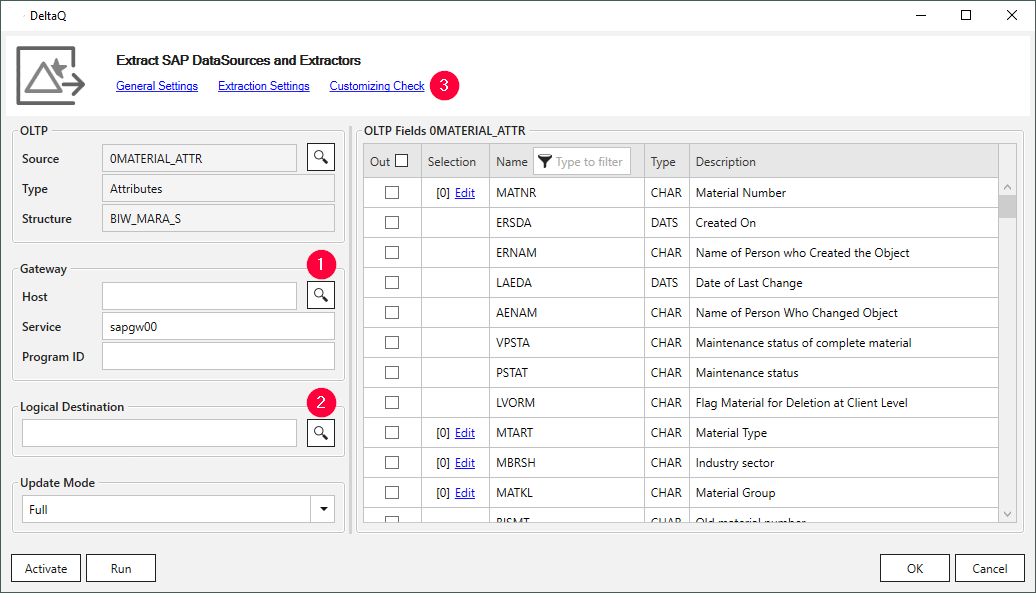 DeltaQ
Extract SAP DataSources and Extractors
General Settings Extraction Settings Customizing Check 3
OLTP
Source 0MATERIAL_ATTR
Type Attributes
Structure BIW_MARA_S
Gateway 1
Host
Service sapgw00
Program ID
Logical Destination 2
Update Mode
Full
OLTP Fields 0MATERIAL_ATTR
Out Selection Name Type to filter Type Description
[0] Edit MATNR CHAR Material Number
ERSDA DATS Created On
ERNAM CHAR Name of Person who Created the Object
LAEDA DATS Date of Last Change
AENAM CHAR Name of Person Who Changed Object
VPSTA CHAR Maintenance status of complete material
PSTAT CHAR Maintenance status
LVORM CHAR Flag Material for Deletion at Client Level
[0] Edit MTART CHAR Material Type
[0] Edit MBRSH CHAR Industry sector
[0] Edit MATKL CHAR Material Group
BISMT CHAR Old material number
Activate Run OK Cancel